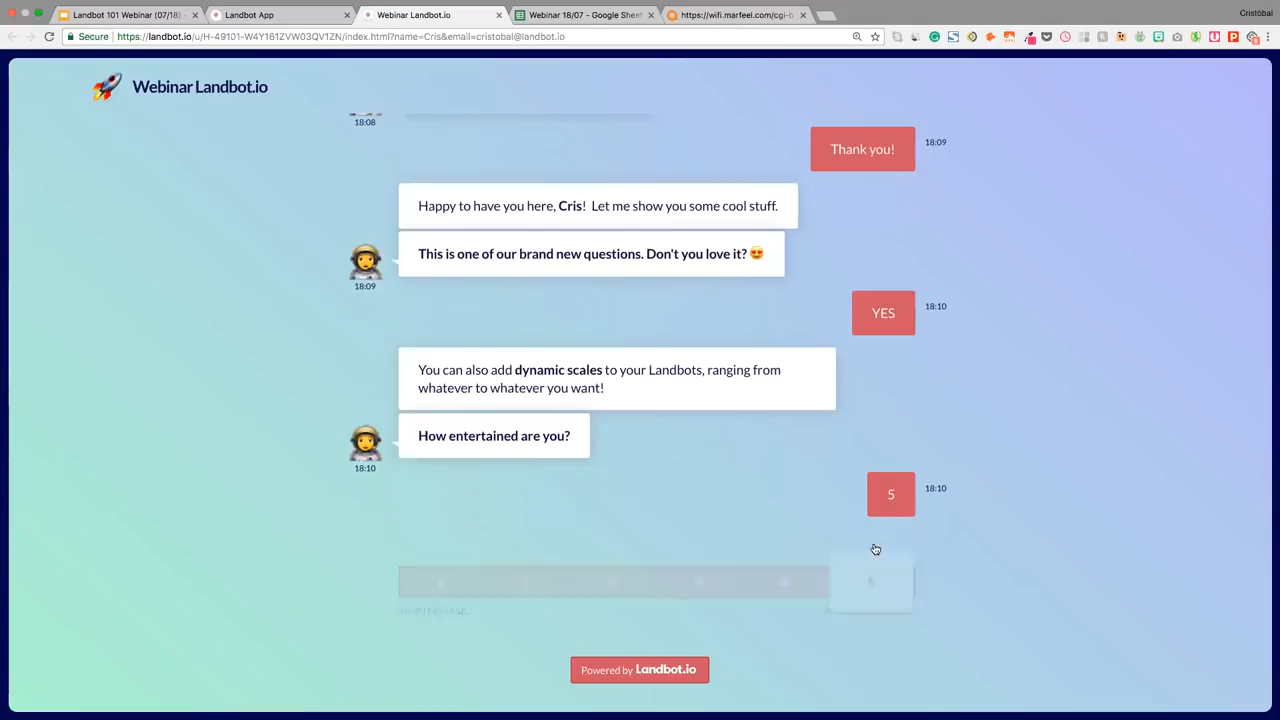 Landbot 101 Webinar (07/18)
Landbot App
Webinar Landbot.io
Webinar 18/07 - Google Sheet
https://wifi.marfeel.com/cgi-b
Cristóbal
Secure
https://landbot.io/u/H-49101-W4Y161ZVW03QV1ZN/index.html?name=Cris&email=cristobal@landbot.io
Webinar Landbot.io
18:08
Thank you!
18:09
Happy to have you here, Cris! Let me show you some cool stuff.
This is one of our brand new questions. Don't you love it? 😍
18:09
YES
18:10
You can also add dynamic scales to your Landbots, ranging from
whatever to whatever you want!
How entertained are you?
18:10
5
18:10
Powered by Landbot.io